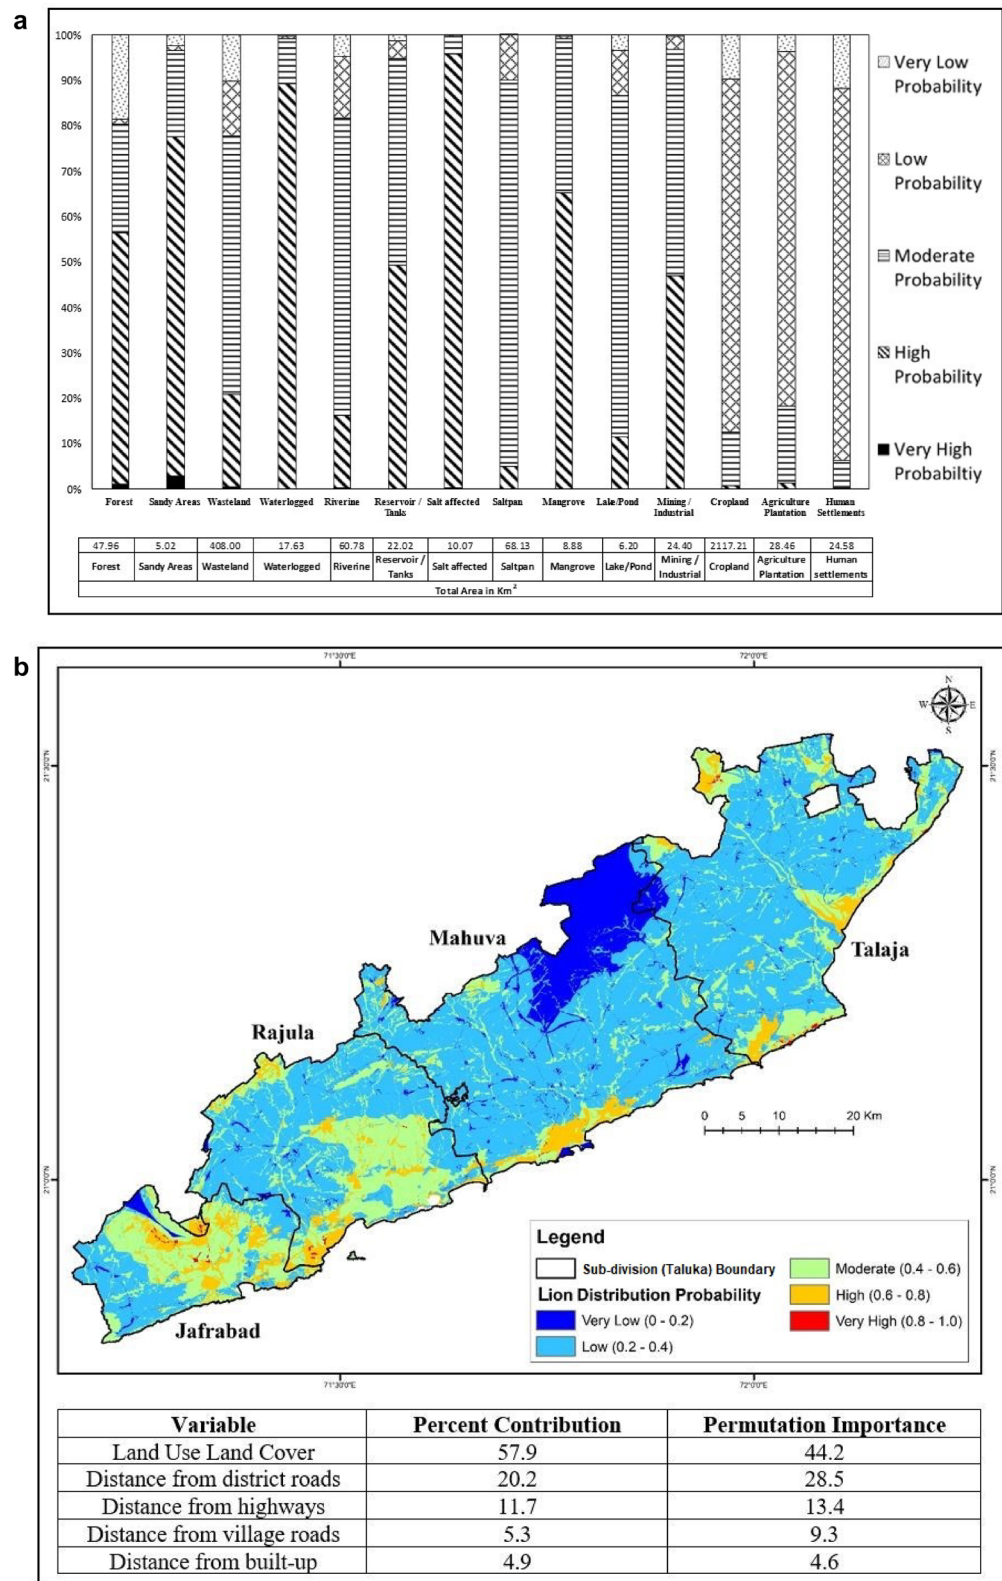 a
100%
90%
80%
70%
60%
50%
40%
30%
20%
10%
0%
Forest Sandy Areas Wasteland Waterlogged Riverine Reservoir / Tanks Salt affected Saltpan Mangrove Lake/Pond Mining / Industrial Cropland Agriculture Plantation Human Settlements
Very Low
Probability
Low
Probability
Moderate
Probability
High
Probability
Very High
Probabiltiy
47.96 5.02 408.00 17.63 60.78 22.02 10.07 68.13 8.88 6.20 24.40 2117.21 28.46 24.58
Forest Sandy Areas Wasteland Waterlogged Riverine Reservoir / Tanks Salt affected Saltpan Mangrove Lake/Pond Mining / Industrial Cropland Agriculture Plantation Human settlements
Total Area in Km²
b
71°30'0"E 72°0'0"E
N
W E
S
21°30'0"N 21°30'0"N
Mahuva
Talaja
Rajula
0 5 10 20 Km
21°0'0"N 21°0'0"N
Jafrabad
Legend
Sub-division (Taluka) Boundary
Lion Distribution Probability
Very Low (0 - 0.2)
Low (0.2 - 0.4)
Moderate (0.4 - 0.6)
High (0.6 - 0.8)
Very High (0.8 - 1.0)
71°30'0"E 72°0'0"E
Variable Percent Contribution Permutation Importance
Land Use Land Cover 57.9 44.2
Distance from district roads 20.2 28.5
Distance from highways 11.7 13.4
Distance from village roads 5.3 9.3
Distance from built-up 4.9 4.6